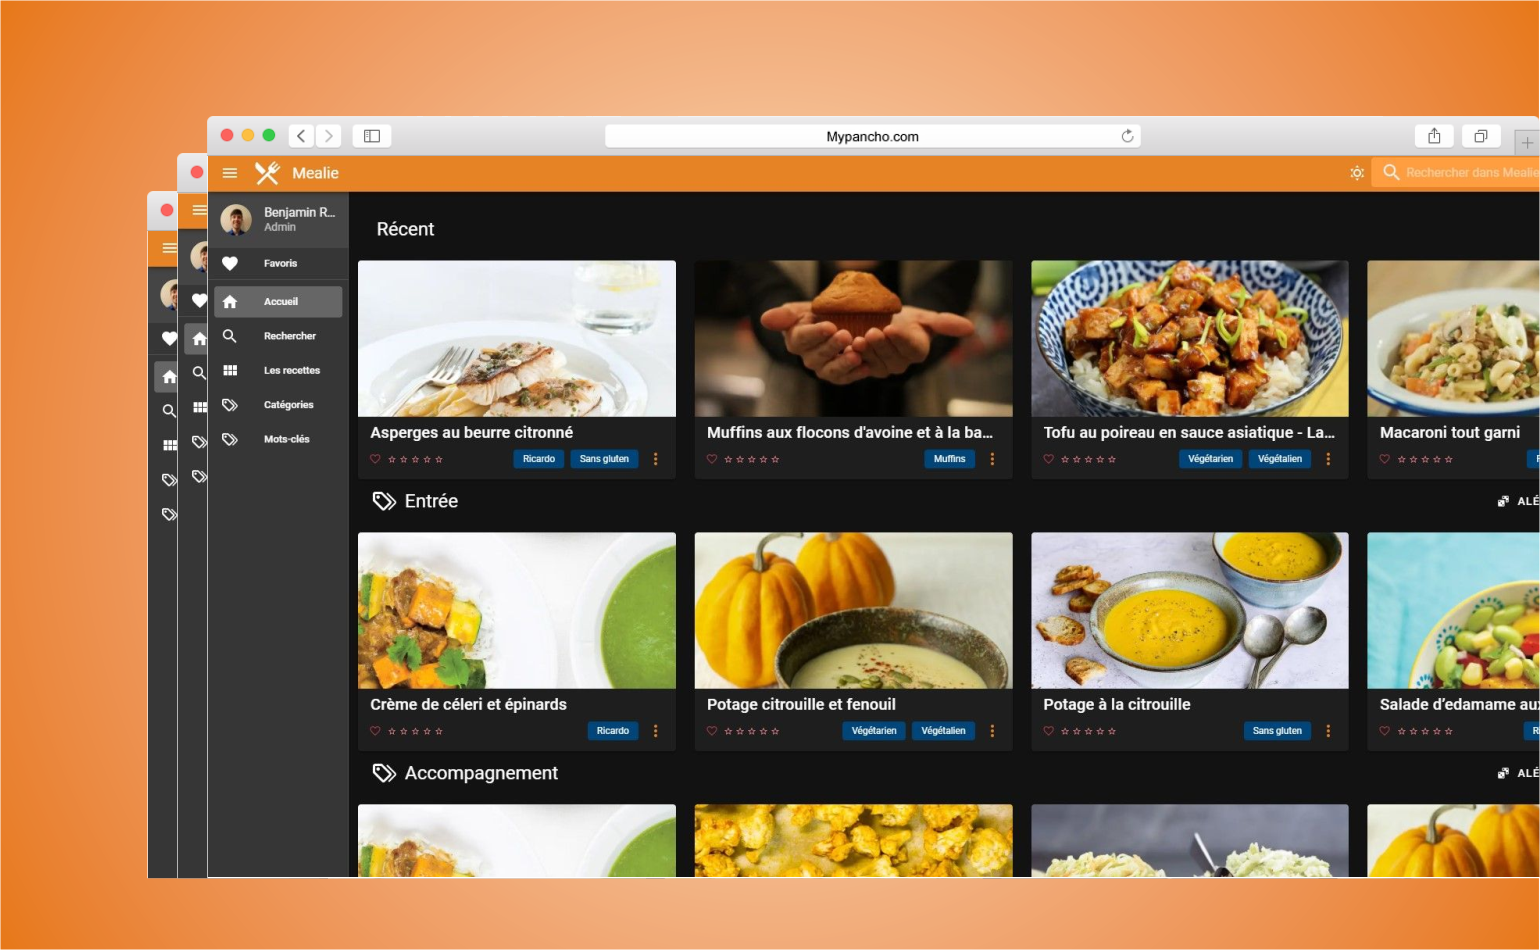 Mypancho.com
Mealie
Rechercher dans Mealie
Benjamin R...
Admin
Favoris
Accueil
Rechercher
Les recettes
Catégories
Mots-clés
Récent
Asperges au beurre citronné
Ricardo
Sans gluten
Muffins aux flocons d'avoine et à la ba...
Muffins
Tofu au poireau en sauce asiatique - La...
Végétarien
Végétalien
Macaroni tout garni
R
Entrée
ALÉ
Crème de céleri et épinards
Ricardo
Potage citrouille et fenouil
Végétarien
Végétalien
Potage à la citrouille
Sans gluten
Salade d’edamame aux
Ri
Accompagnement
ALÉ